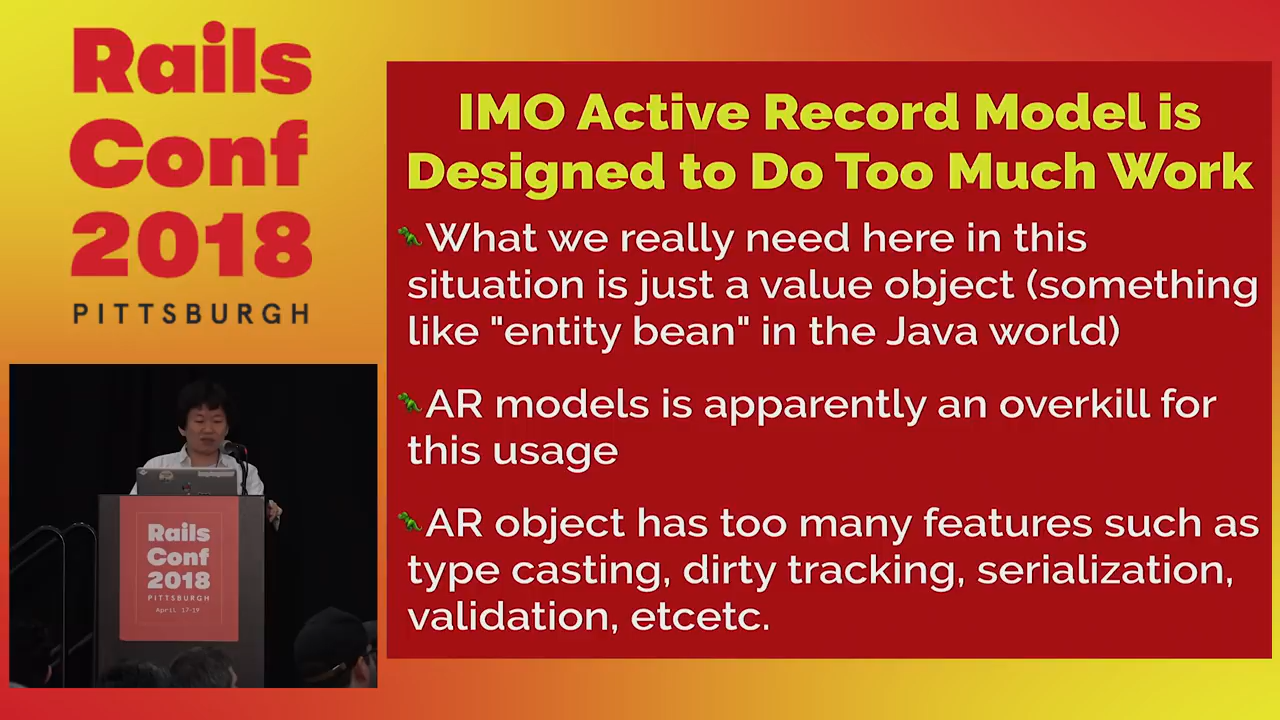 Rails
Conf
2018
PITTSBURGH
IMO Active Record Model is
Designed to Do Too Much Work
What we really need here in this
situation is just a value object (something
like "entity bean" in the Java world)
AR models is apparently an overkill for
this usage
AR object has too many features such as
type casting, dirty tracking, serialization,
validation, etcetc.
Rails
Conf
2018
PITTSBURGH
April 17-19